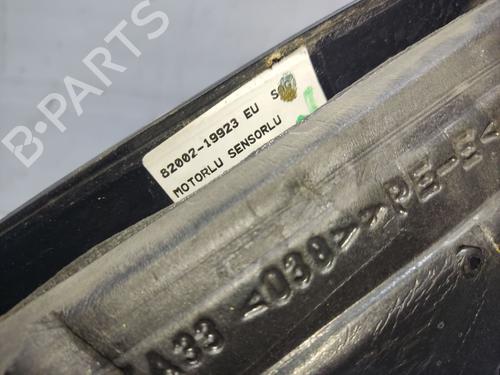 B-PARTS
82002-19923 EU S
MOTORLU SENSORLU
A33 <038>>PE-E<